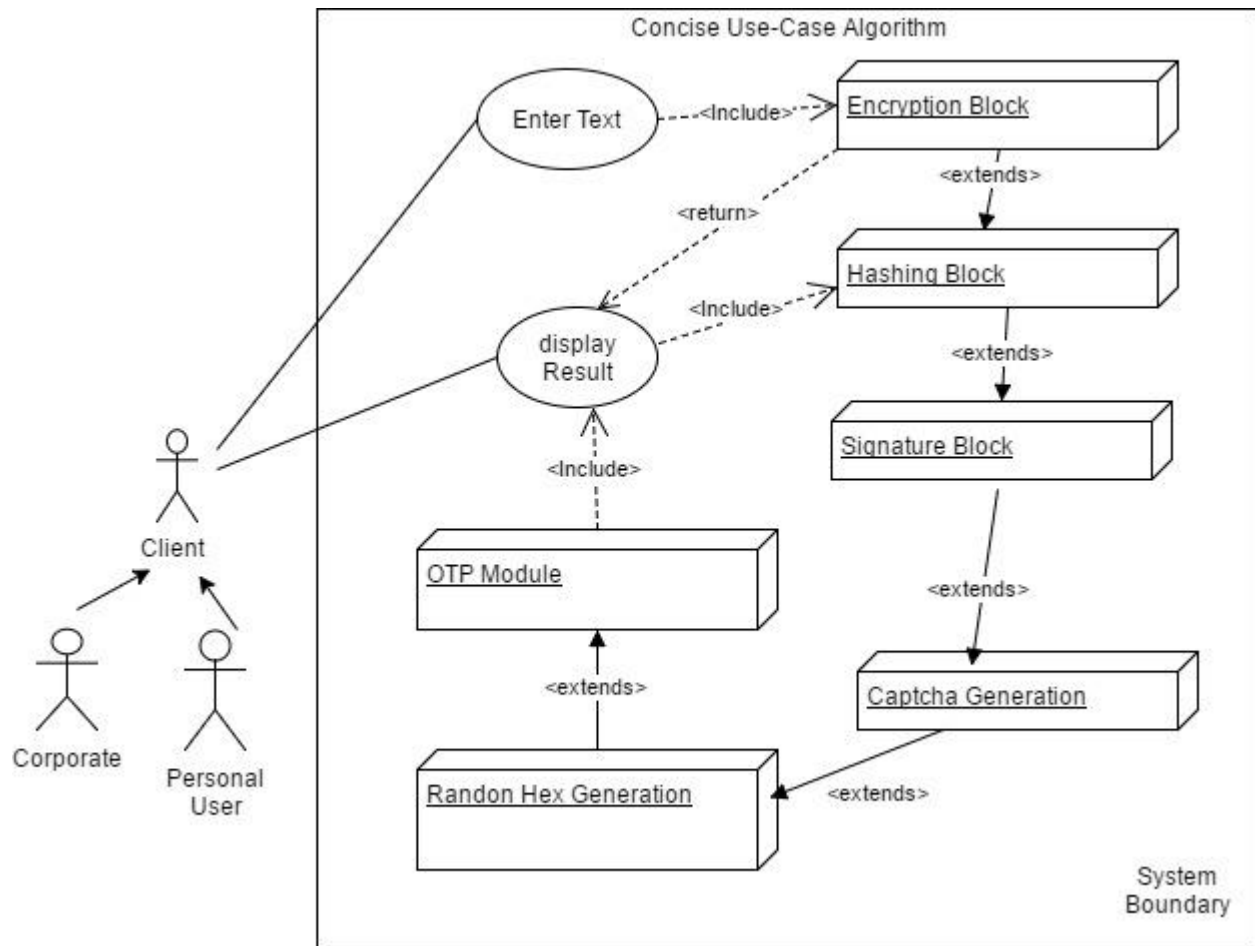 Concise Use-Case Algorithm
Enter Text
<Include>
Encryption Block
<extends>
<return>
Hashing Block
<Include>
display
Result
<extends>
Signature Block
<Include>
Client
OTP Module
<extends>
Captcha Generation
<extends>
Corporate
Personal
User
Randon Hex Generation
<extends>
System
Boundary